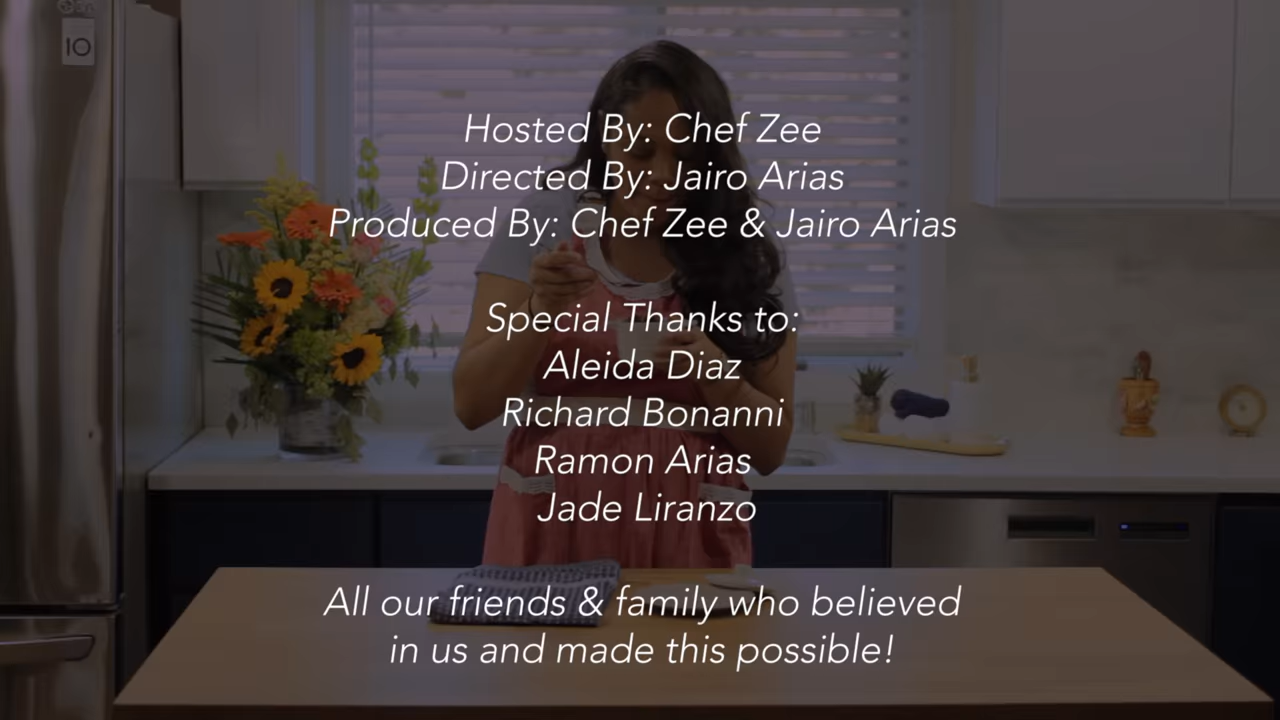 10
Hosted By: Chef Zee
Directed By: Jairo Arias
Produced By: Chef Zee & Jairo Arias
Special Thanks to:
Aleida Diaz
Richard Bonanni
Ramon Arias
Jade Liranzo
All our friends & family who believed
in us and made this possible!